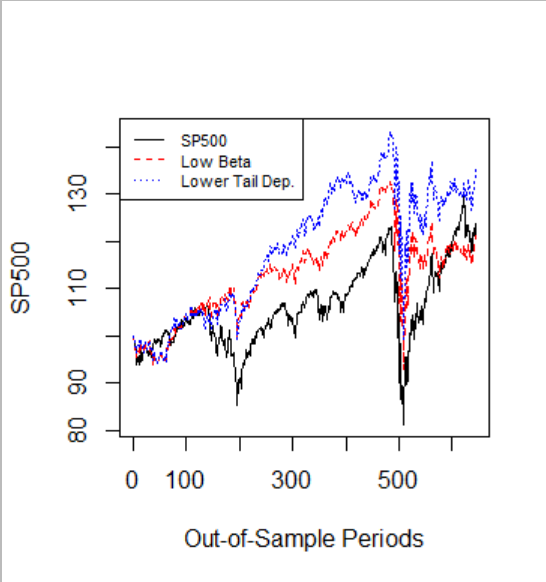 SP500
Low Beta
Lower Tail Dep.
SP500
130
110
90
80
0 100 300 500
Out-of-Sample Periods